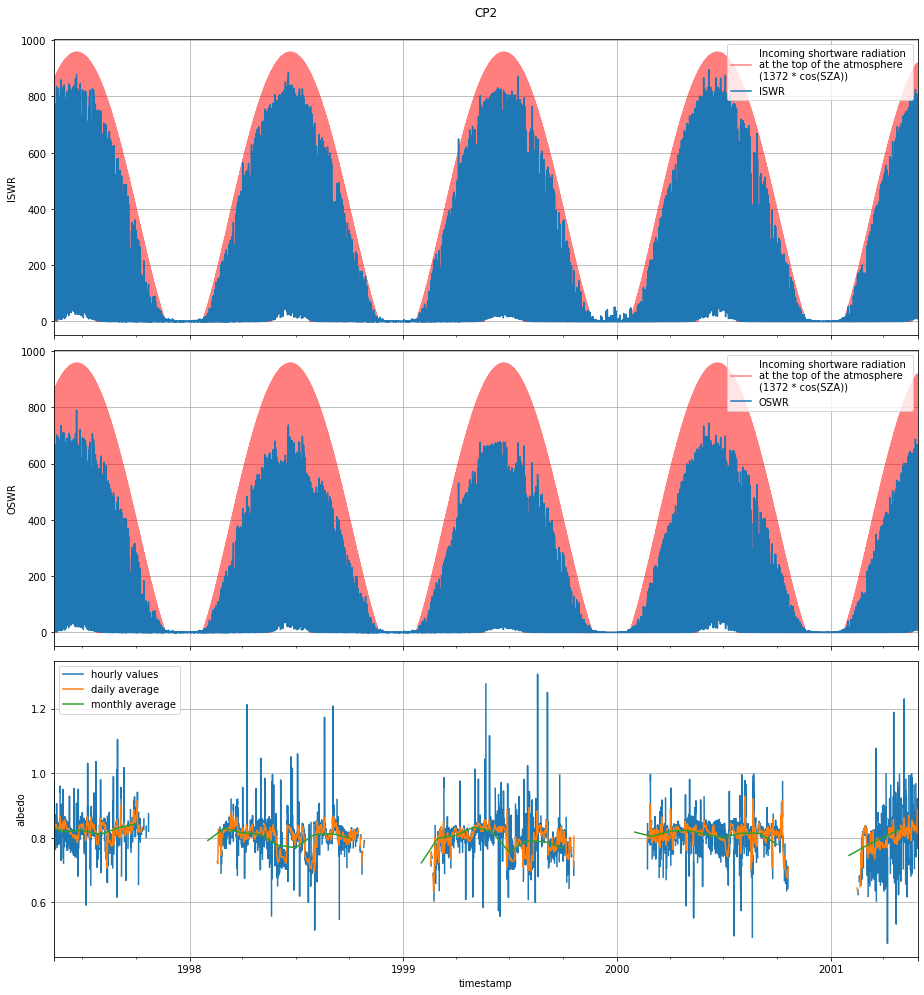 CP2
1000
800
600
400
200
0
ISWR
Incoming shortware radiation
at the top of the atmosphere
(1372 * cos(SZA))
ISWR
1000
800
600
400
200
0
OSWR
Incoming shortware radiation
at the top of the atmosphere
(1372 * cos(SZA))
OSWR
hourly values
daily average
monthly average
1.2
1.0
0.8
0.6
albedo
1998
1999
2000
2001
timestamp